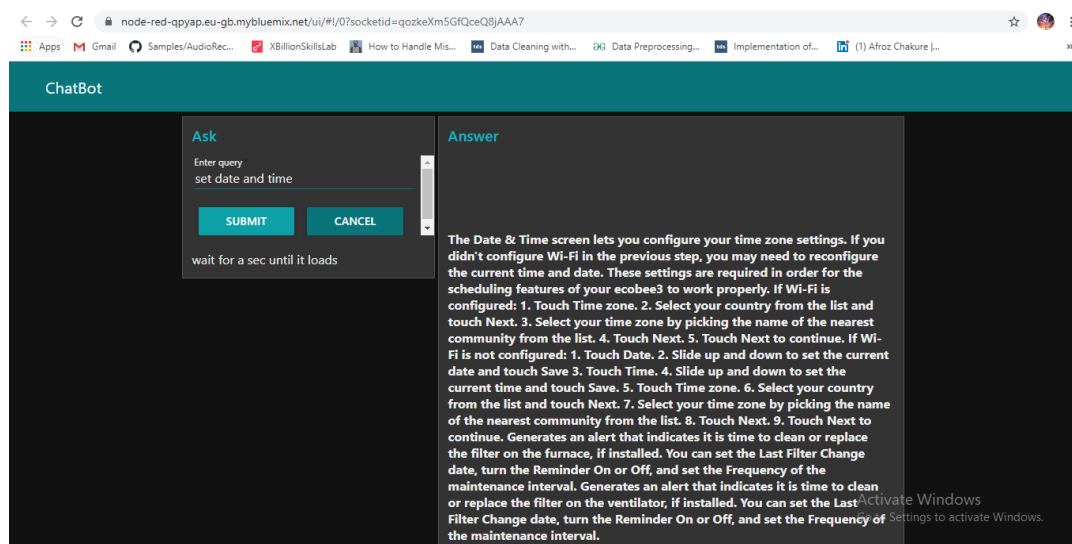 node-red-qpyap.eu-gb.mybluemix.net/ui/#!/0?socketid=qozkeXm5GfQceQ8jAAA7
Apps Gmail Samples/AudioRec... XBillionSkillsLab How to Handle Mis... Data Cleaning with... Data Preprocessing... Implementation of... (1) Afroz Chakure |...
ChatBot
Ask
Enter query
set date and time
SUBMIT CANCEL
wait for a sec until it loads
Answer
The Date & Time screen lets you configure your time zone settings. If you
didn't configure Wi-Fi in the previous step, you may need to reconfigure
the current time and date. These settings are required in order for the
scheduling features of your ecobee3 to work properly. If Wi-Fi is
configured: 1. Touch Time zone. 2. Select your country from the list and
touch Next. 3. Select your time zone by picking the name of the nearest
community from the list. 4. Touch Next. 5. Touch Next to continue. If Wi-
Fi is not configured: 1. Touch Date. 2. Slide up and down to set the current
date and touch Save 3. Touch Time. 4. Slide up and down to set the
current time and touch Save. 5. Touch Time zone. 6. Select your country
from the list and touch Next. 7. Select your time zone by picking the name
of the nearest community from the list. 8. Touch Next. 9. Touch Next to
continue. Generates an alert that indicates it is time to clean or replace
the filter on the furnace, if installed. You can set the Last Filter Change
date, turn the Reminder On or Off, and set the Frequency of the
maintenance interval. Generates an alert that indicates it is time to clean
or replace the filter on the ventilator, if installed. You can set the Last
Filter Change date, turn the Reminder On or Off, and set the Frequency of
the maintenance interval.
Activate Windows
Go to Settings to activate Windows.